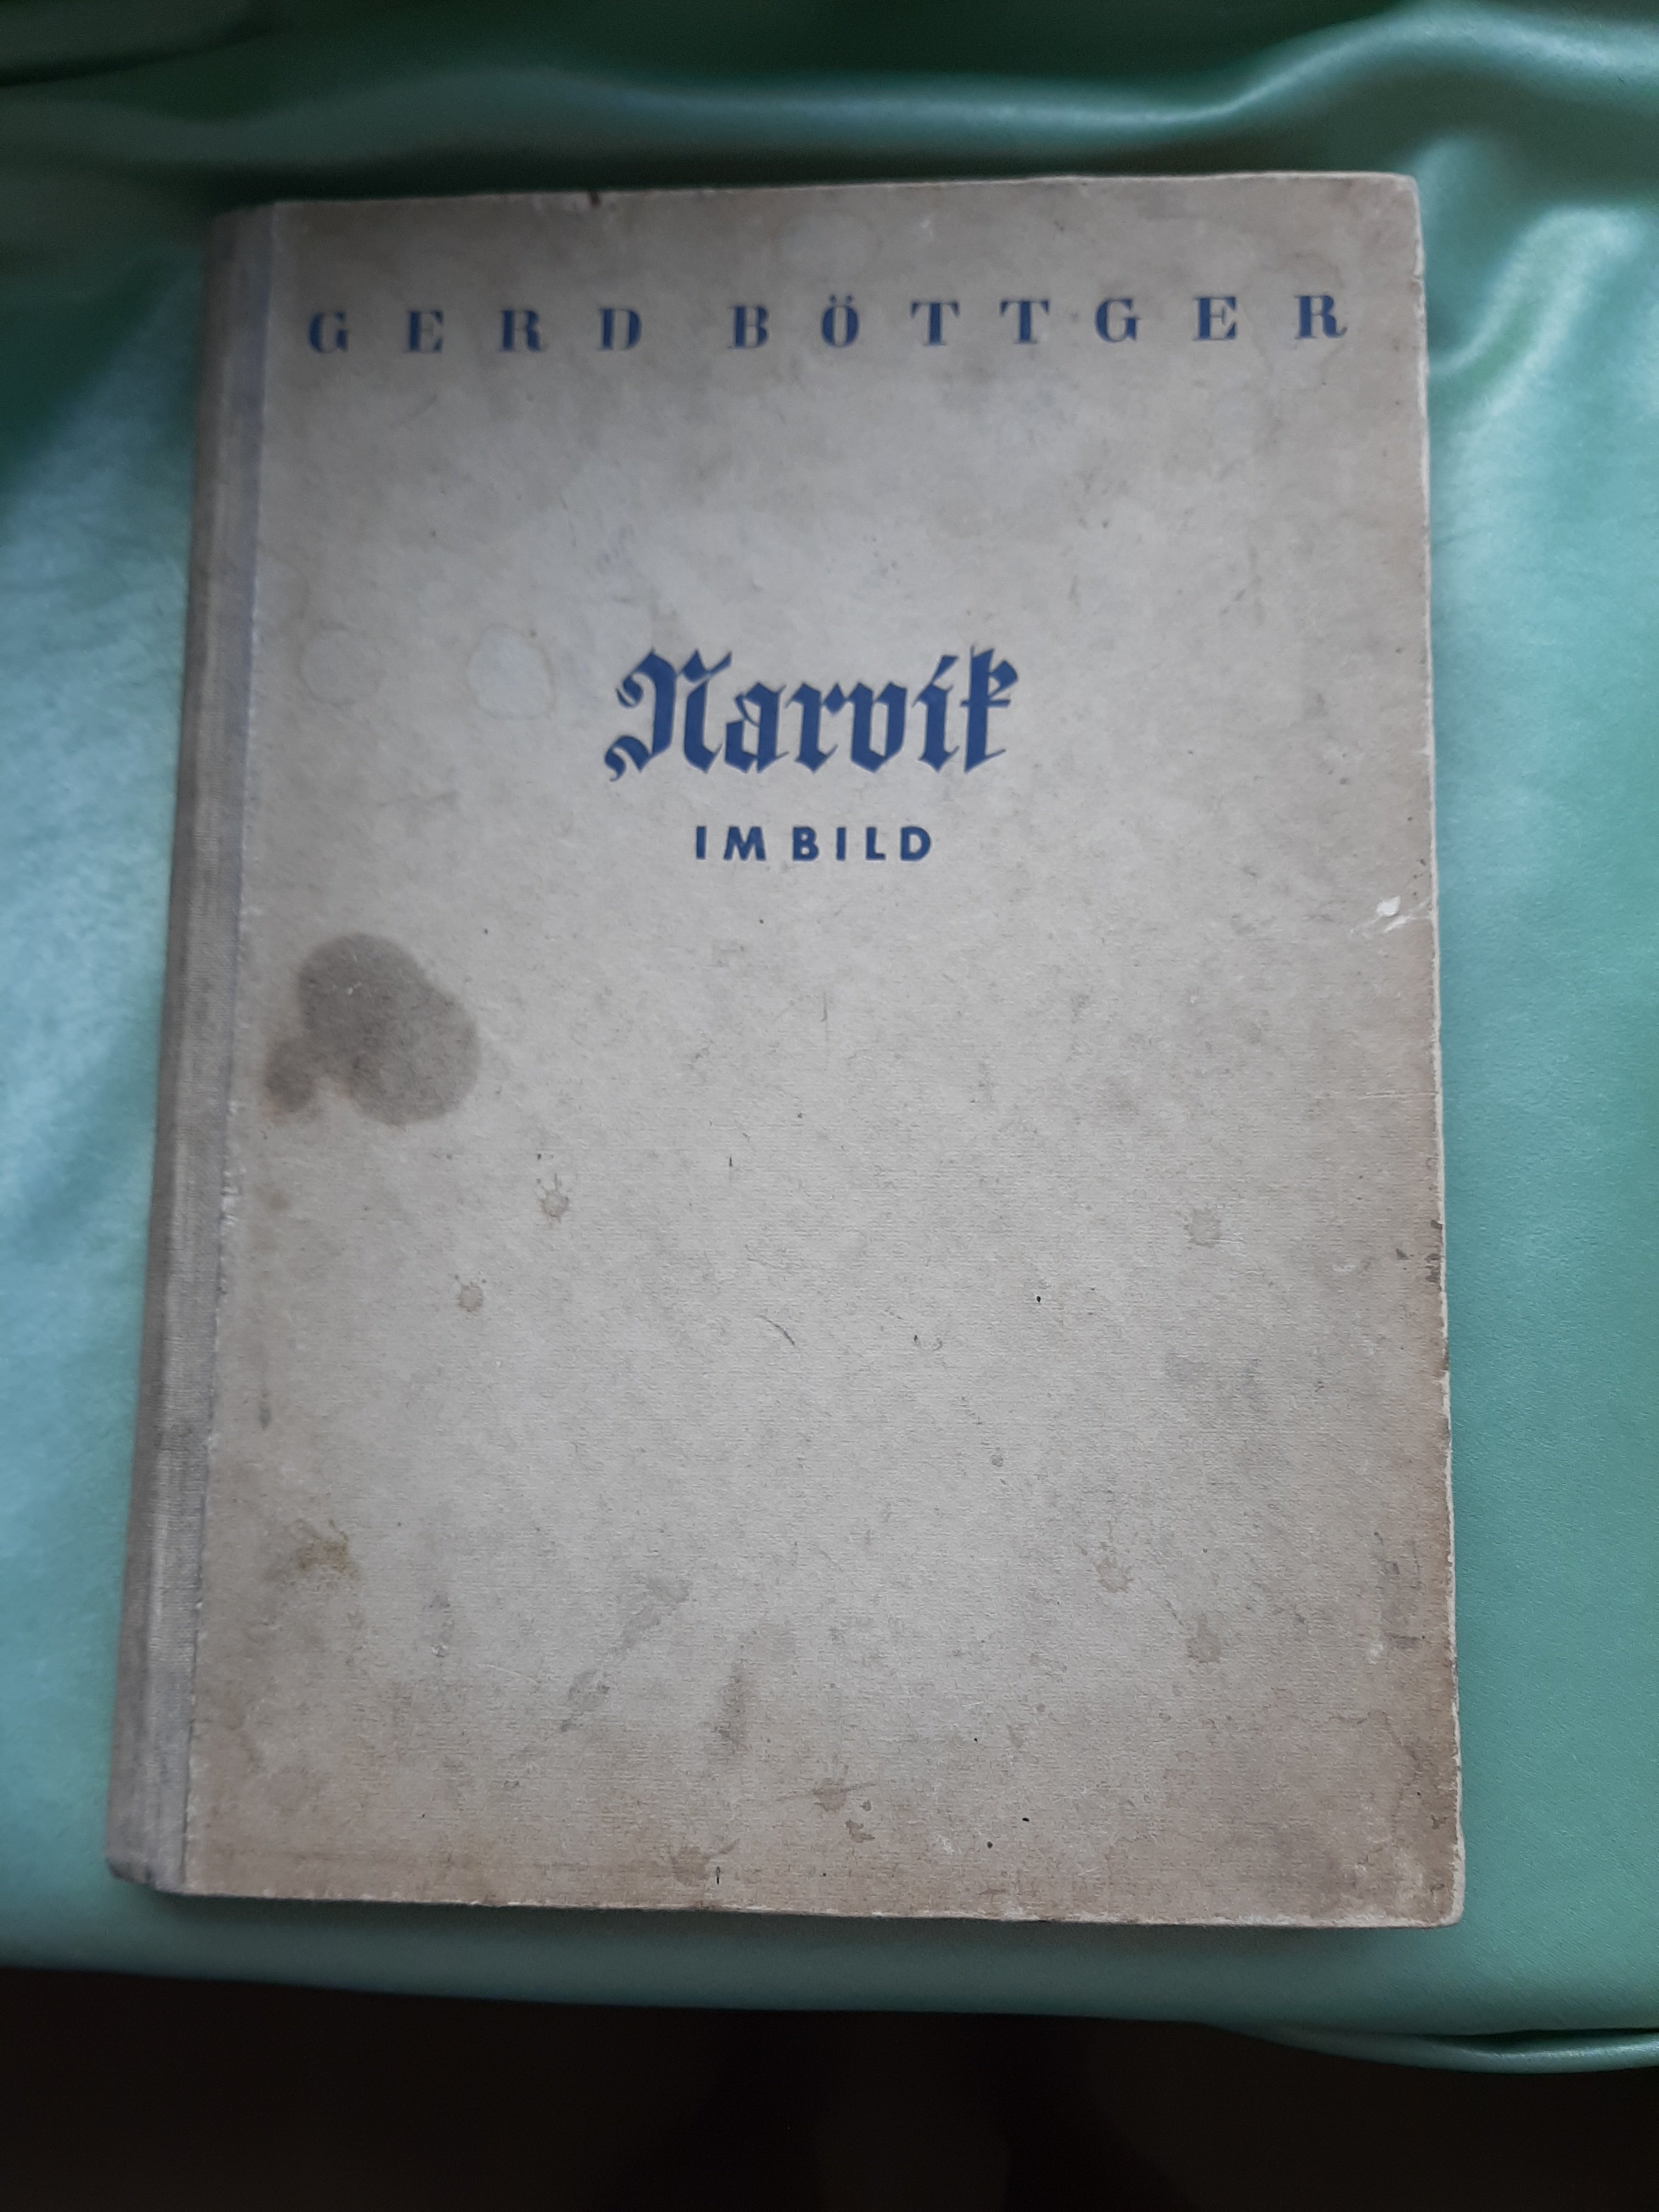 GERD BÖTTGER
Narvik
IM BILD